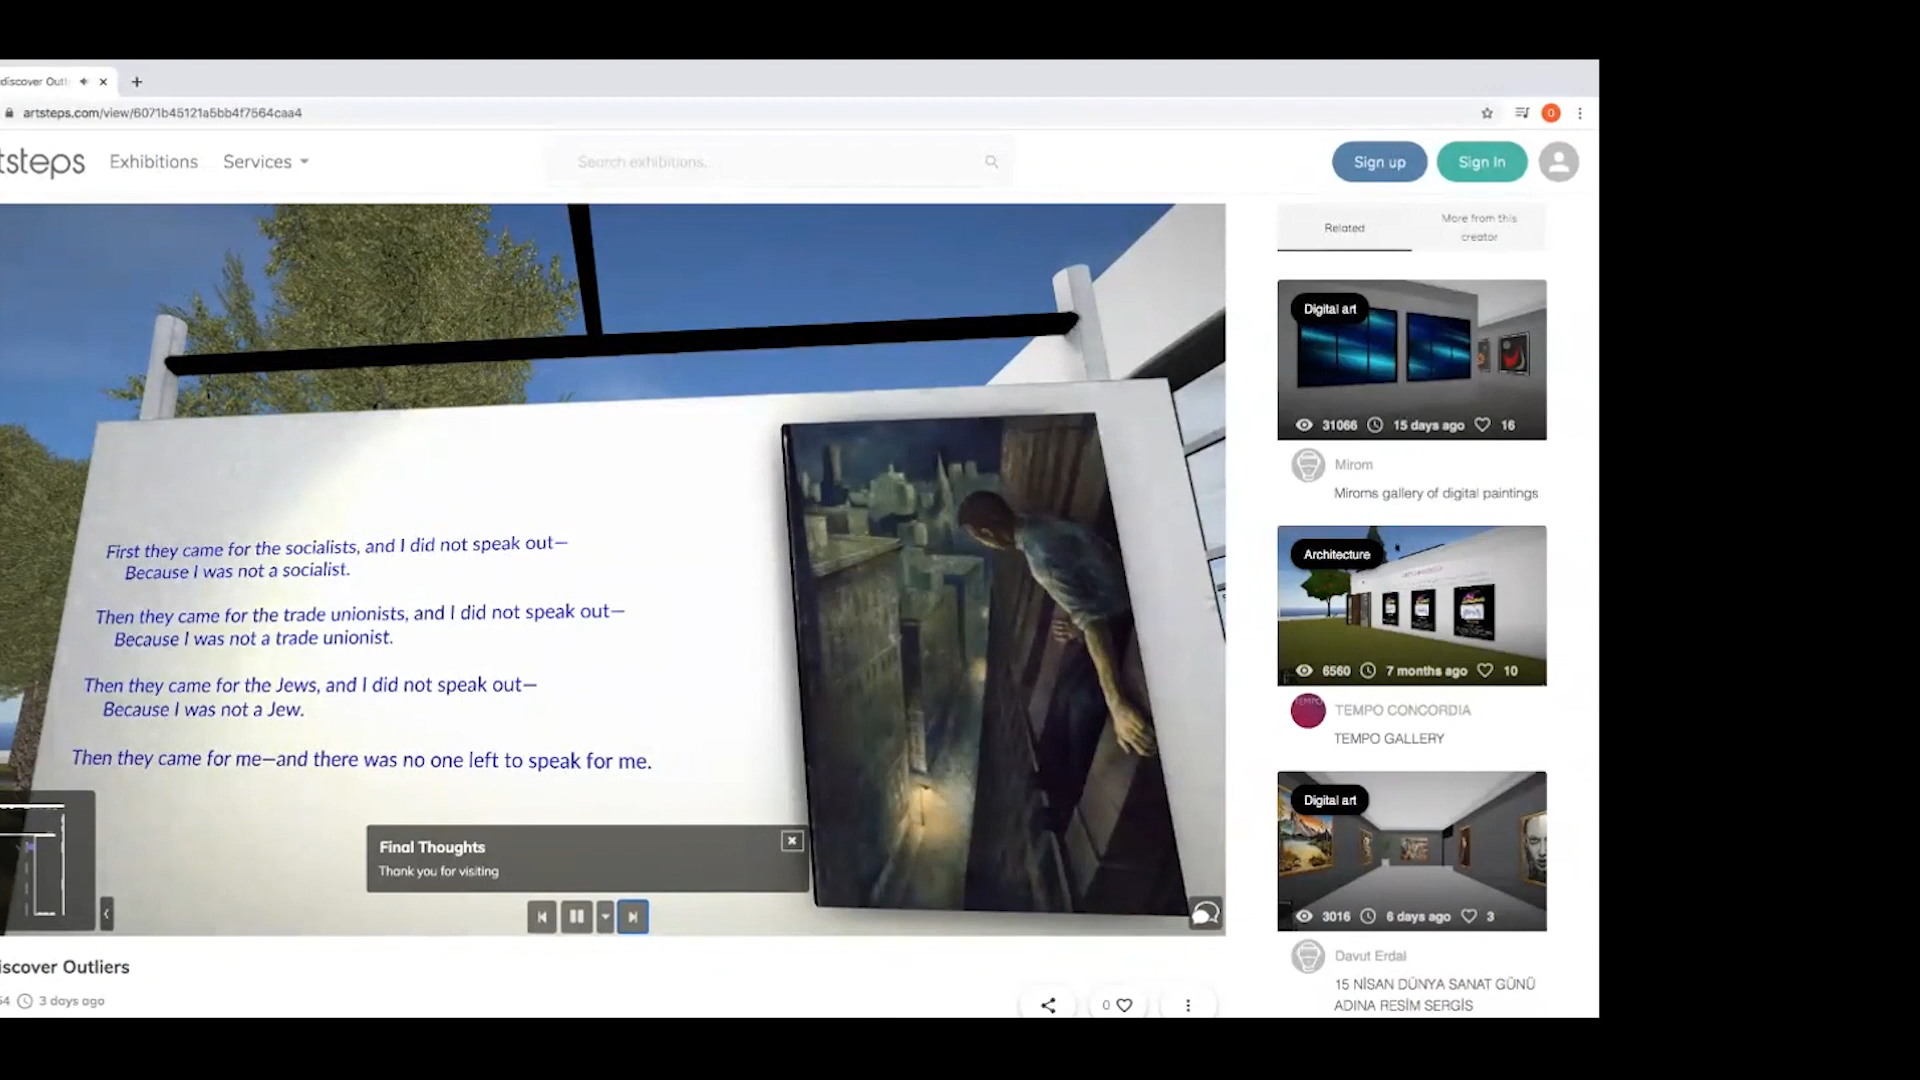 discover Outl
artsteps.com/view/6071b45121a5bb4f7564caa4
0
tsteps
Exhibitions
Services
Search exhibitions.
Sign up
Sign In
First they came for the socialists, and I did not speak out—
Because I was not a socialist.
Then they came for the trade unionists, and I did not speak out—
Because I was not a trade unionist.
Then they came for the Jews, and I did not speak out—
Because I was not a Jew.
Then they came for me—and there was no one left to speak for me.
Final Thoughts
Thank you for visiting
iscover Outliers
54 3 days ago
0
Related
More from this
creator
Digital art
31066 15 days ago 16
Mirom
Miroms gallery of digital paintings
Architecture
6560 7 months ago 10
TEMPO
TEMPO CONCORDIA
TEMPO GALLERY
Digital art
3016 6 days ago 3
Davut Erdal
15 NİSAN DÜNYA SANAT GÜNÜ
ADINA RESİM SERGİS